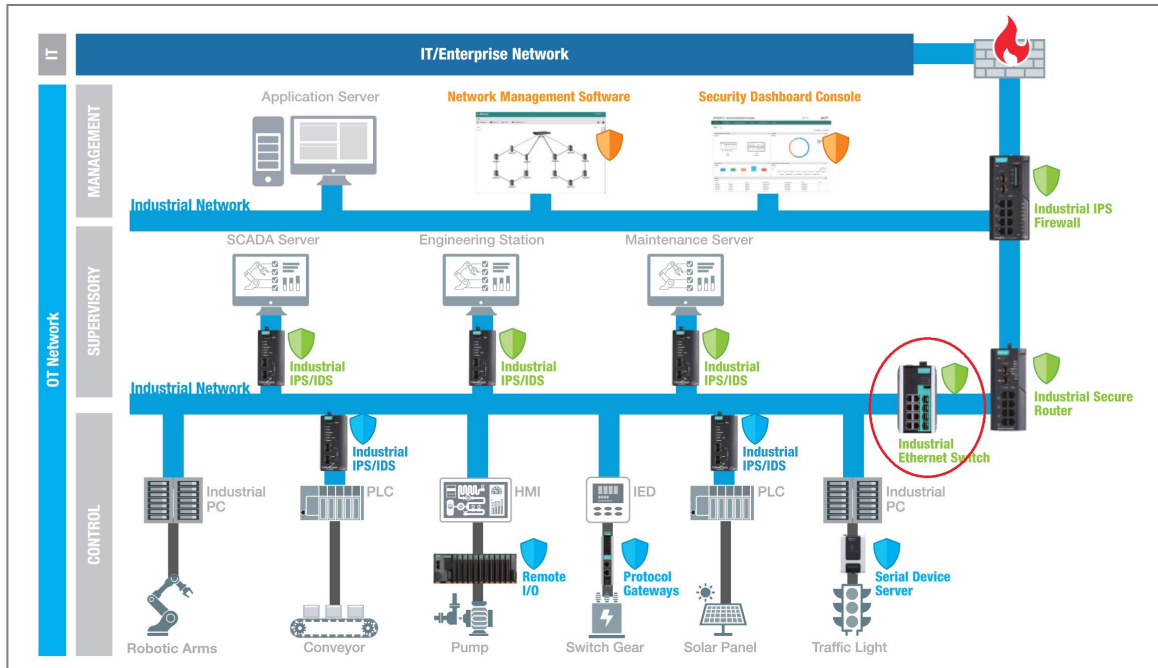 IT
IT/Enterprise Network
OT Network
MANAGEMENT
Application Server
Network Management Software
Security Dashboard Console
Industrial Network
Industrial IPS
Firewall
SUPERVISORY
SCADA Server
Engineering Station
Maintenance Server
Industrial
IPS/IDS
Industrial
IPS/IDS
Industrial
IPS/IDS
Industrial Network
Industrial Secure
Router
Industrial
Ethernet Switch
CONTROL
Industrial
IPS/IDS
Industrial
IPS/IDS
Industrial
PC
PLC
HMI
IED
PLC
Industrial
PC
Remote
I/O
Protocol
Gateways
Serial Device
Server
Robotic Arms
Conveyor
Pump
Switch Gear
Solar Panel
Traffic Light